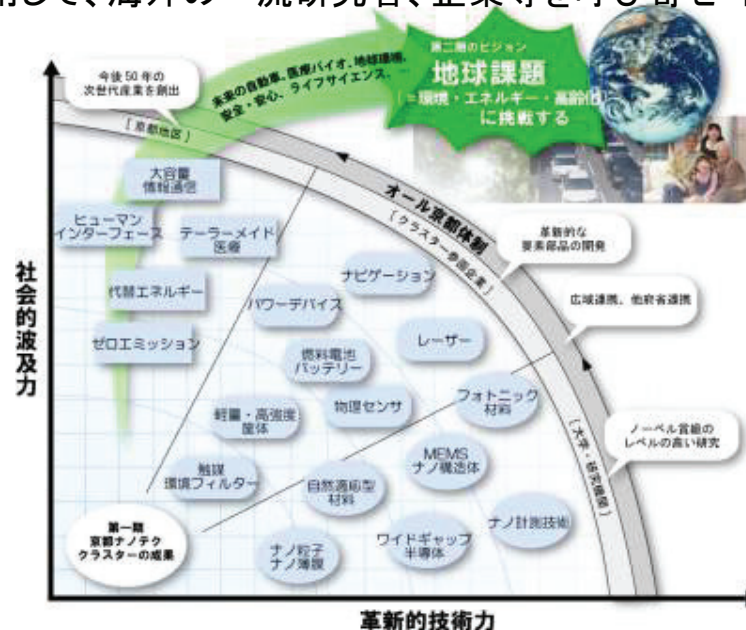 海外の一流研究者、企業等を呼び寄せ
第二期のビジョン
地球課題
(=環境・エネルギー・高齢化)
に挑戦する
未来の自動車、医療バイオ、地球環境、
安全・安心、ライフサイエンス、…
今後50年の
次世代産業を創出
[京都地区]
大容量
情報通信
ヒューマン
インターフェース
テーラーメイド
医療
代替エネルギー
ゼロエミッション
オール京都体制
[クラスター参画企業]
革新的な
要素部品の開発
広域連携、他府省連携
ナビゲーション
パワーデバイス
レーザー
燃料電池
バッテリー
物理センサ
フォトニック
材料
軽量・高強度
筐体
[大学・研究機関]
ノーベル賞級の
レベルの高い研究
触媒
環境フィルター
MEMS
ナノ構造体
自然適応型
材料
ナノ計測技術
ワイドギャップ
半導体
ナノ粒子
ナノ薄膜
第一期
京都ナノテク
クラスターの成果
社会的波及力
革新的技術力